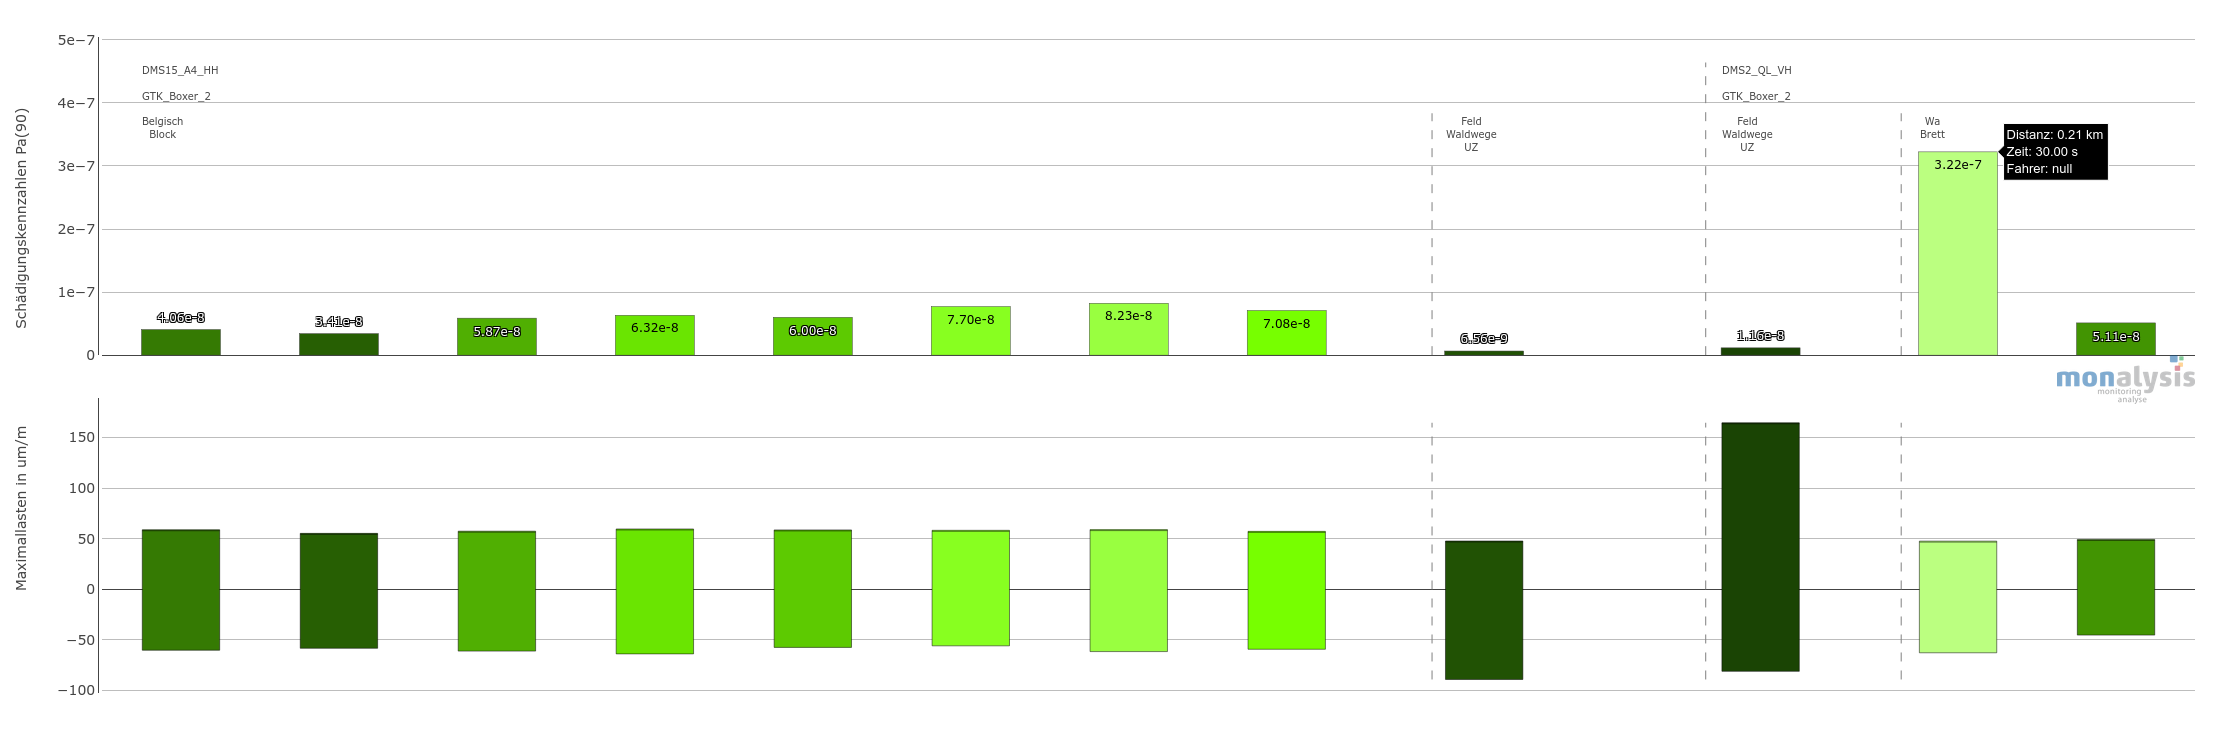 Schädigungskennzahlen Pa(90)
5e−7
4e−7
3e−7
2e−7
1e−7
0
DMS15_A4_HH
GTK_Boxer_2
Belgisch
Block
Feld
Waldwege
UZ
DMS2_QL_VH
GTK_Boxer_2
Feld
Waldwege
UZ
Wa
Brett
Distanz: 0.21 km
Zeit: 30.00 s
Fahrer: null
4.06e-8
3.41e-8
5.87e-8
6.32e-8
6.00e-8
7.70e-8
8.23e-8
7.08e-8
6.56e-9
1.16e-8
3.22e-7
5.11e-8
monalysis
monitoring
analyse
Maximallasten in um/m
150
100
50
0
−50
−100